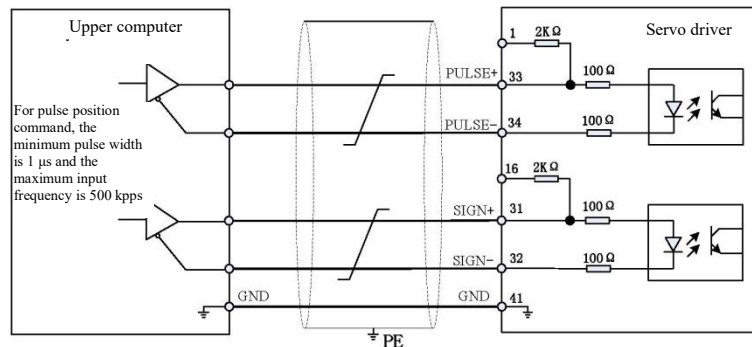 Upper computer
Servo driver
1
2KΩ
PULSE+
33
100Ω
For pulse position
command, the
minimum pulse width
is 1 μs and the
maximum input
frequency is 500 kpps
PULSE-
34
100Ω
16
2KΩ
SIGN+
31
100Ω
SIGN-
32
100Ω
GND
GND
41
PE